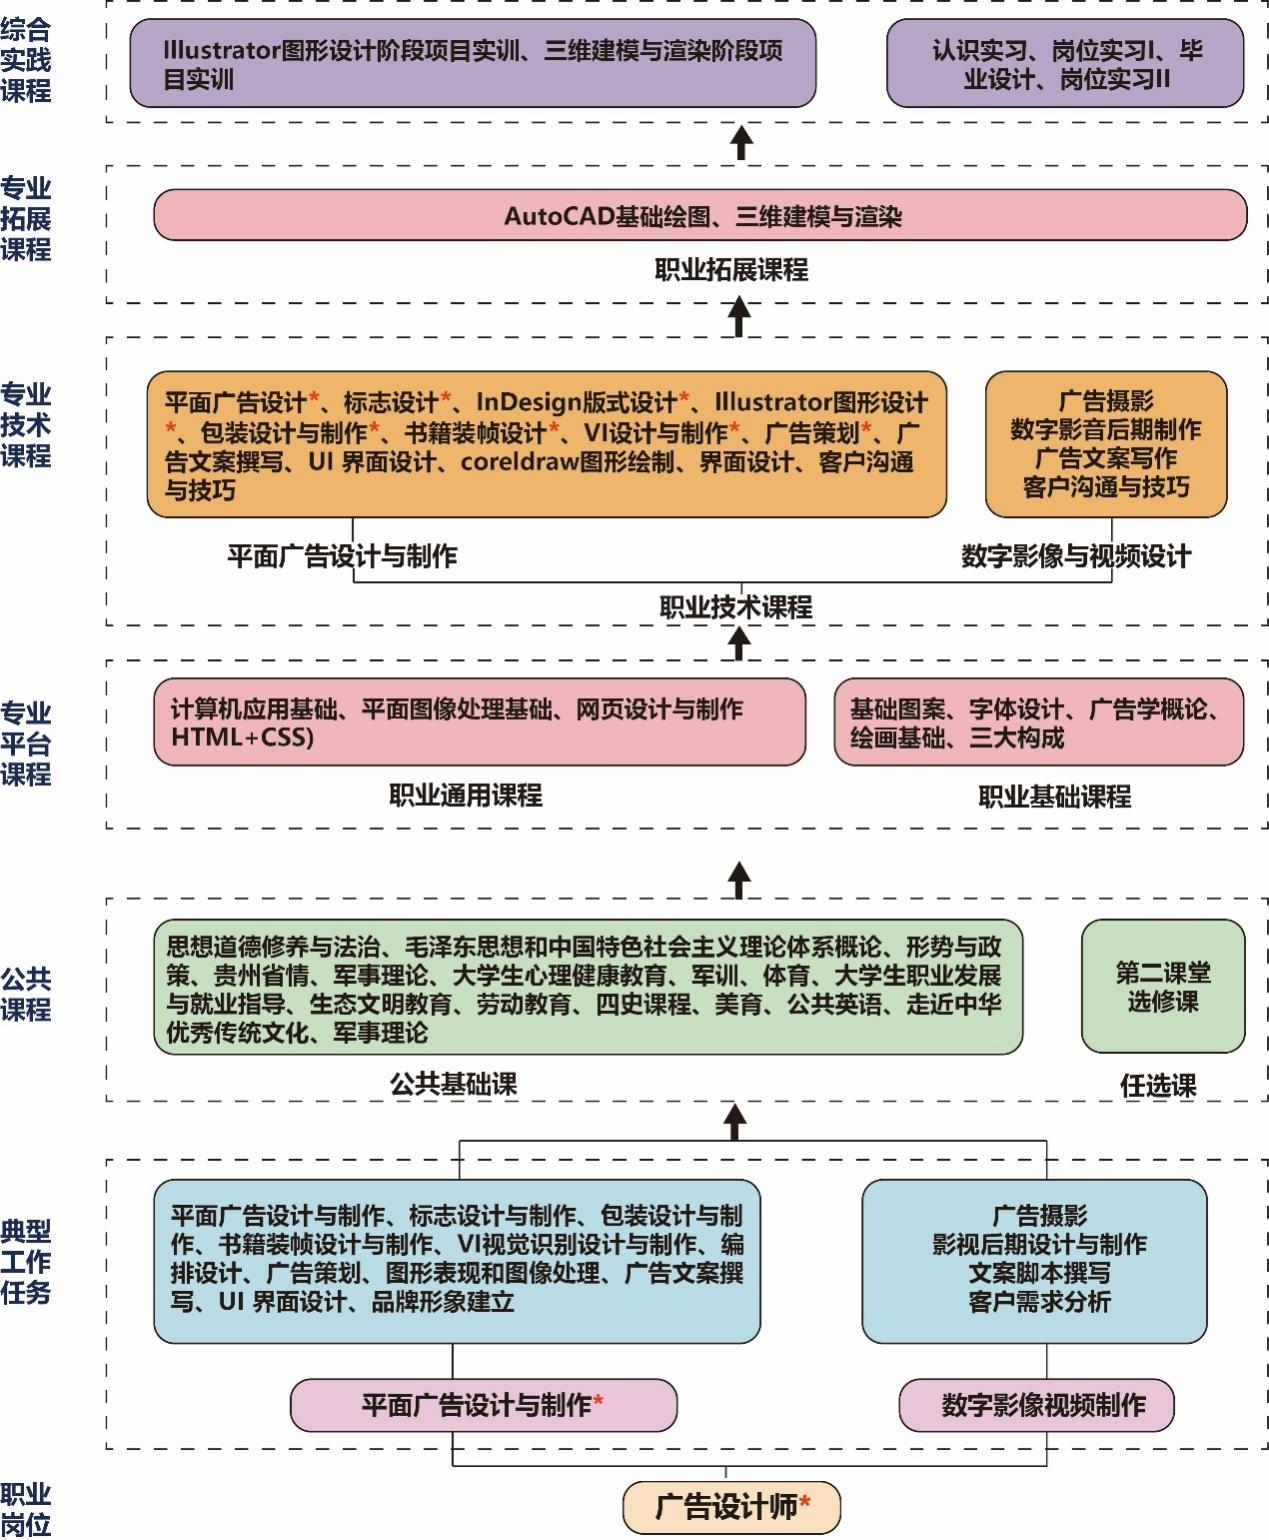 综合
实践
课程
Illustrator图形设计阶段项目实训、三维建模与渲染阶段项
目实训
认识实习、岗位实习I、毕
业设计、岗位实习II
专业
拓展
课程
AutoCAD基础绘图、三维建模与渲染
职业拓展课程
专业
技术
课程
平面广告设计*、标志设计*、InDesign版式设计*、Illustrator图形设计
*、包装设计与制作*、书籍装帧设计*、VI设计与制作*、广告策划*、广
告文案撰写、UI 界面设计、coreldraw图形绘制、界面设计、客户沟通
与技巧
广告摄影
数字影音后期制作
广告文案写作
客户沟通与技巧
平面广告设计与制作
数字影像与视频设计
职业技术课程
专业
平台
课程
计算机应用基础、平面图像处理基础、网页设计与制作
HTML+CSS)
基础图案、字体设计、广告学概论、
绘画基础、三大构成
职业通用课程
职业基础课程
公共
课程
思想道德修养与法治、毛泽东思想和中国特色社会主义理论体系概论、形势与政
策、贵州省情、军事理论、大学生心理健康教育、军训、体育、大学生职业发展
与就业指导、生态文明教育、劳动教育、四史课程、美育、公共英语、走近中华
优秀传统文化、军事理论
第二课堂
选修课
公共基础课
任选课
典型
工作
任务
平面广告设计与制作、标志设计与制作、包装设计与制
作、书籍装帧设计与制作、VI视觉识别设计与制作、编
排设计、广告策划、图形表现和图像处理、广告文案撰
写、UI 界面设计、品牌形象建立
广告摄影
影视后期设计与制作
文案脚本撰写
客户需求分析
平面广告设计与制作*
数字影像视频制作
职业
岗位
广告设计师*